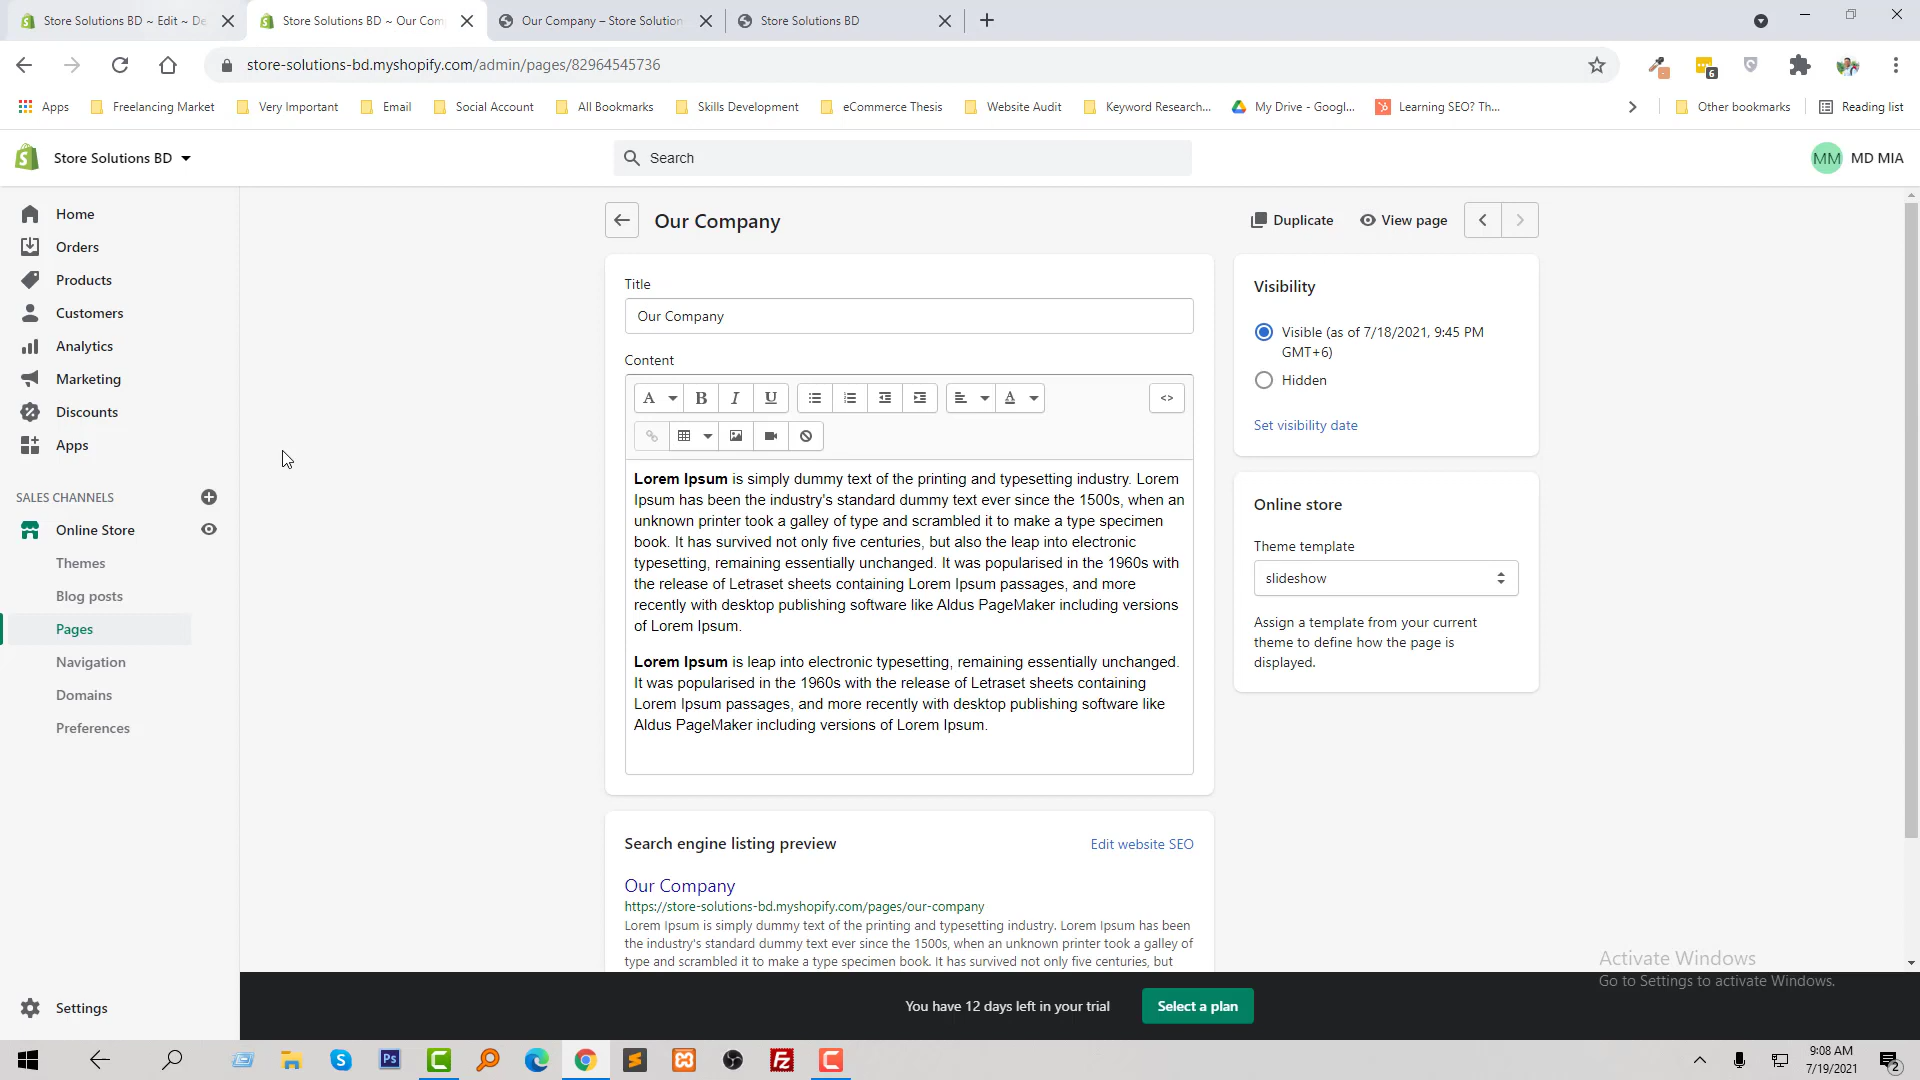 Store Solutions BD ~ Edit ~ De
Store Solutions BD ~ Our Com
Our Company – Store Solution
Store Solutions BD
store-solutions-bd.myshopify.com/admin/pages/82964545736
6
Apps
Freelancing Market
Very Important
Email
Social Account
All Bookmarks
Skills Development
eCommerce Thesis
Website Audit
Keyword Research...
My Drive - Googl...
Learning SEO? Th...
Other bookmarks
Reading list
Store Solutions BD
Search
MM
MD MIA
Home
Orders
Products
Customers
Analytics
Marketing
Discounts
Apps
SALES CHANNELS
Online Store
Themes
Blog posts
Pages
Navigation
Domains
Preferences
Settings
Our Company
Duplicate
View page
Title
Our Company
Content
A
B
I
U
A
<>
Lorem Ipsum is simply dummy text of the printing and typesetting industry. Lorem
Ipsum has been the industry's standard dummy text ever since the 1500s, when an
unknown printer took a galley of type and scrambled it to make a type specimen
book. It has survived not only five centuries, but also the leap into electronic
typesetting, remaining essentially unchanged. It was popularised in the 1960s with
the release of Letraset sheets containing Lorem Ipsum passages, and more
recently with desktop publishing software like Aldus PageMaker including versions
of Lorem Ipsum.
Lorem Ipsum is leap into electronic typesetting, remaining essentially unchanged.
It was popularised in the 1960s with the release of Letraset sheets containing
Lorem Ipsum passages, and more recently with desktop publishing software like
Aldus PageMaker including versions of Lorem Ipsum.
Visibility
Visible (as of 7/18/2021, 9:45 PM
GMT+6)
Hidden
Set visibility date
Online store
Theme template
slideshow
Assign a template from your current
theme to define how the page is
displayed.
Search engine listing preview
Edit website SEO
Our Company
https://store-solutions-bd.myshopify.com/pages/our-company
Lorem Ipsum is simply dummy text of the printing and typesetting industry. Lorem Ipsum has been
the industry's standard dummy text ever since the 1500s, when an unknown printer took a galley of
type and scrambled it to make a type specimen book. It has survived not only five centuries, but
Activate Windows
Go to Settings to activate Windows.
You have 12 days left in your trial
Select a plan
Ps
9:08 AM
7/19/2021
2